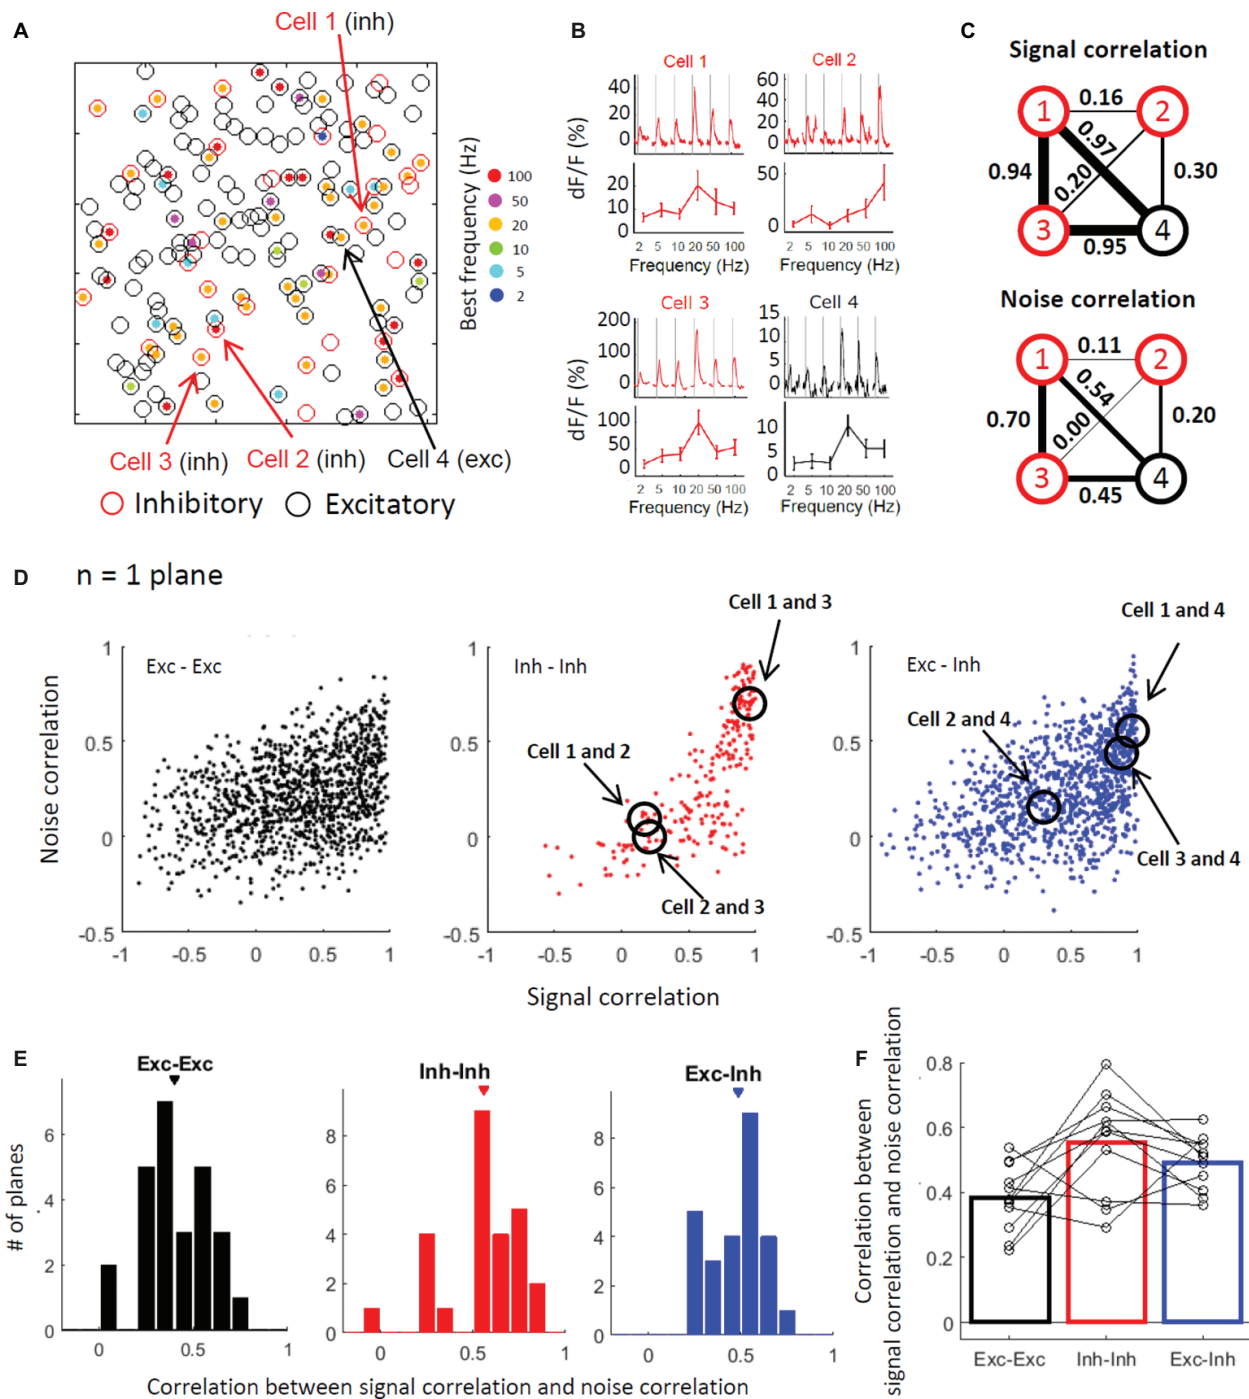 A
Cell 1 (inh)
Best frequency (Hz)
100
50
20
10
5
2
Cell 3 (inh)
Cell 2 (inh)
Cell 4 (exc)
Inhibitory
Excitatory
B
Cell 1
Cell 2
dF/F (%)
40
20
0
60
40
20
0
20
10
0
50
0
2 5 10 20 50 100
2 5 10 20 50 100
Frequency (Hz)
Frequency (Hz)
Cell 3
Cell 4
dF/F (%)
200
100
0
15
10
5
0
100
50
0
10
5
0
2 5 10 20 50 100
2 5 10 20 50 100
Frequency (Hz)
Frequency (Hz)
C
Signal correlation
1
0.16
2
0.97
0.94
0.20
0.30
3
0.95
4
Noise correlation
1
0.11
2
0.54
0.70
0.00
0.20
3
0.45
4
D
n = 1 plane
Noise correlation
1
0.5
0
-0.5
Exc - Exc
-1 -0.5 0 0.5 1
1
0.5
0
-0.5
Inh - Inh
Cell 1 and 3
Cell 1 and 2
Cell 2 and 3
-1 -0.5 0 0.5 1
1
0.5
0
-0.5
Exc - Inh
Cell 1 and 4
Cell 2 and 4
Cell 3 and 4
-1 -0.5 0 0.5 1
Signal correlation
E
# of planes
Exc-Exc
6
4
2
0
0 0.5 1
Inh-Inh
8
6
4
2
0
0 0.5 1
Exc-Inh
8
6
4
2
0
0 0.5 1
Correlation between signal correlation and noise correlation
F
Correlation between
signal correlation and noise correlation
0.8
0.6
0.4
0.2
0
Exc-Exc
Inh-Inh
Exc-Inh